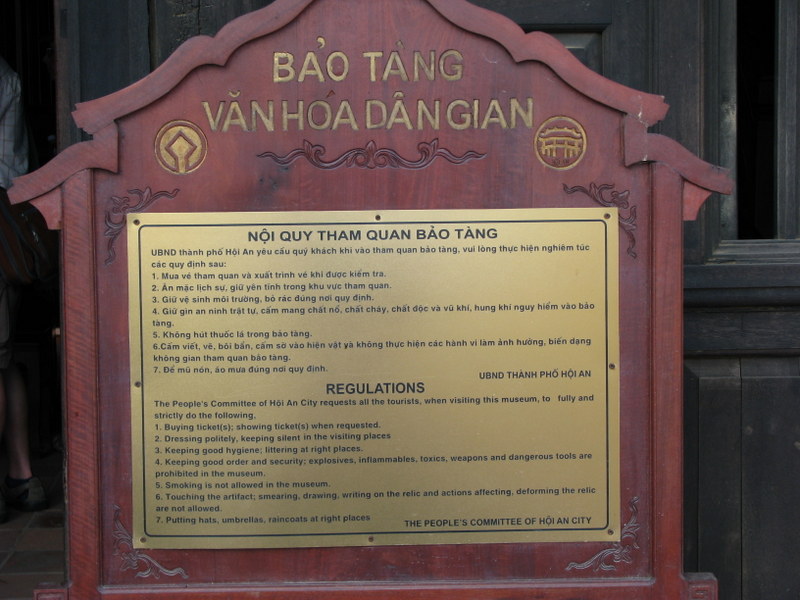 BẢO TÀNG
VĂN HÓA DÂN GIAN
NỘI QUY THAM QUAN BẢO TÀNG
UBND thành phố Hội An yêu cầu quý khách khi vào tham quan bảo tàng, vui lòng thực hiện nghiêm túc
các quy định sau:
1. Mua vé tham quan và xuất trình vé khi được kiểm tra.
2. Ăn mặc lịch sự, giữ yên tĩnh trong khu vực tham quan.
3. Giữ vệ sinh môi trường, bỏ rác đúng nơi quy định.
4. Giữ gìn an ninh trật tự, cấm mang chất nổ, chất cháy, chất độc và vũ khí, hung khí nguy hiểm vào bảo
tàng.
5. Không hút thuốc lá trong bảo tàng.
6.Cấm viết, vẽ, bôi bẩn, cấm sờ vào hiện vật và không thực hiện các hành vi làm ảnh hưởng, biến dạng
không gian tham quan bảo tàng.
7. Để mũ nón, áo mưa đúng nơi quy định.
UBND THÀNH PHỐ HỘI AN
REGULATIONS
The People's Committee of Hội An City requests all the tourists, when visiting this museum, to fully and
strictly do the following,
1. Buying ticket(s); showing ticket(s) when requested.
2. Dressing politely, keeping silent in the visiting places
3. Keeping good hygiene; littering at right places.
4. Keeping good order and security; explosives, inflammables, toxics, weapons and dangerous tools are
prohibited in the museum.
5. Smoking is not allowed in the museum.
6. Touching the artifact; smearing, drawing, writing on the relic and actions affecting, deforming the relic
are not allowed.
7. Putting hats, umbrellas, raincoats at right places
THE PEOPLE'S COMMITTEE OF HỘI AN CITY